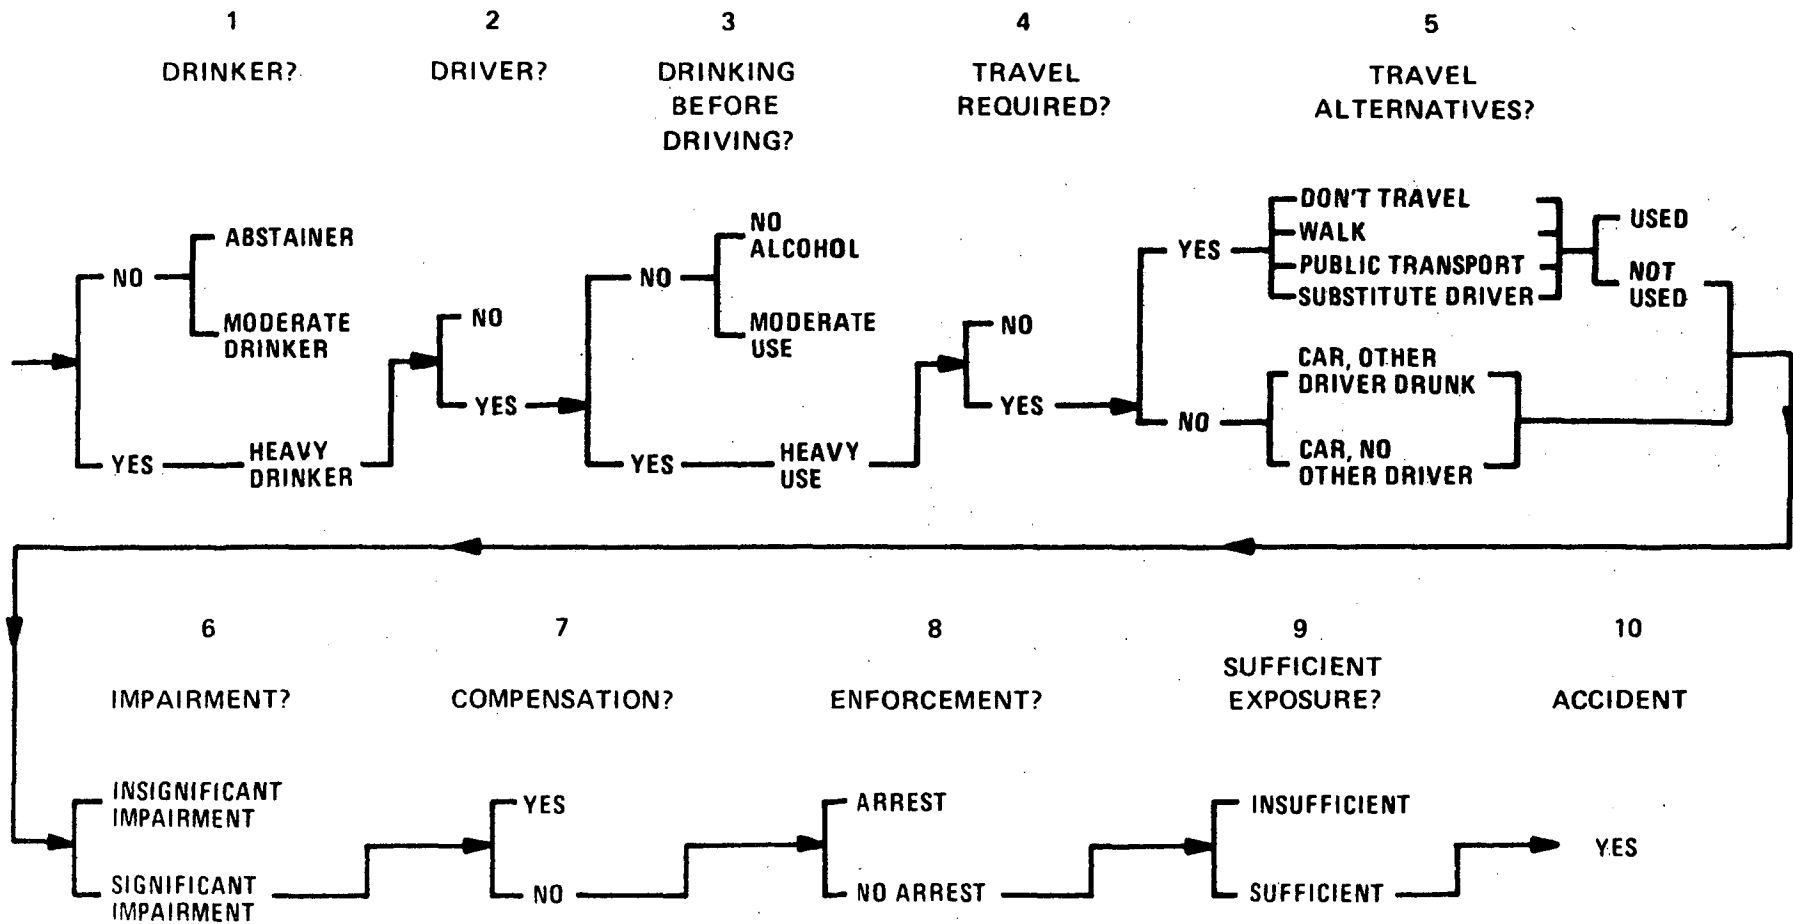 1
DRINKER?
2
DRIVER?
3
DRINKING
BEFORE
DRIVING?
4
TRAVEL
REQUIRED?
5
TRAVEL
ALTERNATIVES?
NO
ABSTAINER
MODERATE
DRINKER
YES
HEAVY
DRINKER
NO
YES
NO
NO
ALCOHOL
MODERATE
USE
YES
HEAVY
USE
NO
YES
YES
DON'T TRAVEL
WALK
PUBLIC TRANSPORT
SUBSTITUTE DRIVER
USED
NOT
USED
NO
CAR, OTHER
DRIVER DRUNK
CAR, NO
OTHER DRIVER
6
IMPAIRMENT?
7
COMPENSATION?
8
ENFORCEMENT?
9
SUFFICIENT
EXPOSURE?
10
ACCIDENT
INSIGNIFICANT
IMPAIRMENT
SIGNIFICANT
IMPAIRMENT
YES
NO
ARREST
NO ARREST
INSUFFICIENT
SUFFICIENT
YES